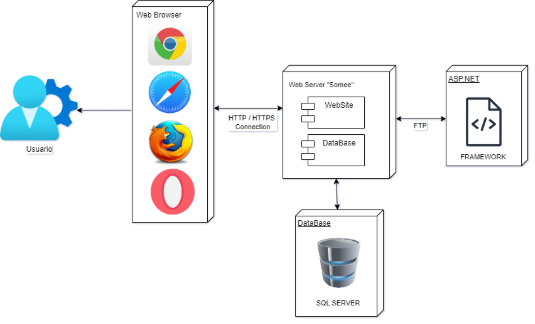 Web Browser
Usuario
HTTP / HTTPS
Connection
Web Server "Somee"
WebSite
DataBase
FTP
ASP.NET
FRAMEWORK
DataBase
SQL SERVER